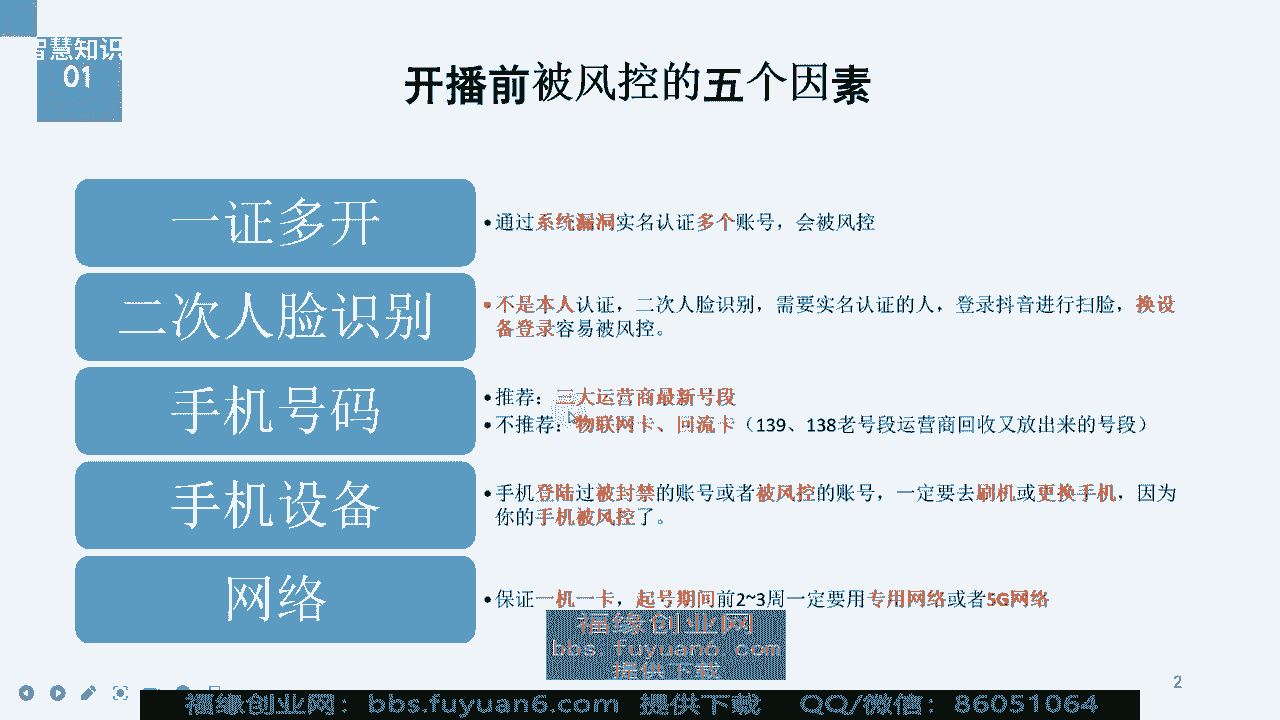 智慧知识
01
开播前被风控的五个因素
一证多开
•通过系统漏洞实名认证多个账号，会被风控
二次人脸识别
•不是本人认证，二次人脸识别，需要实名认证的人，登录抖音进行扫脸，换设
备登录容易被风控。
手机号码
•推荐：三大运营商最新号段
•不推荐：物联网卡、回流卡（139、138老号段运营商回收又放出来的号段）
手机设备
•手机登陆过被封禁的账号或者被风控的账号，一定要去刷机或更换手机，因为
你的手机被风控了。
网络
•保证一机一卡，起号期间前2~3周一定要用专用网络或者5G网络
福缘创业网
bbs fuyuan6 com
提供下载
2
福缘创业网：bbs.fuyuan6.com 提供下载 QQ/微信：86051064